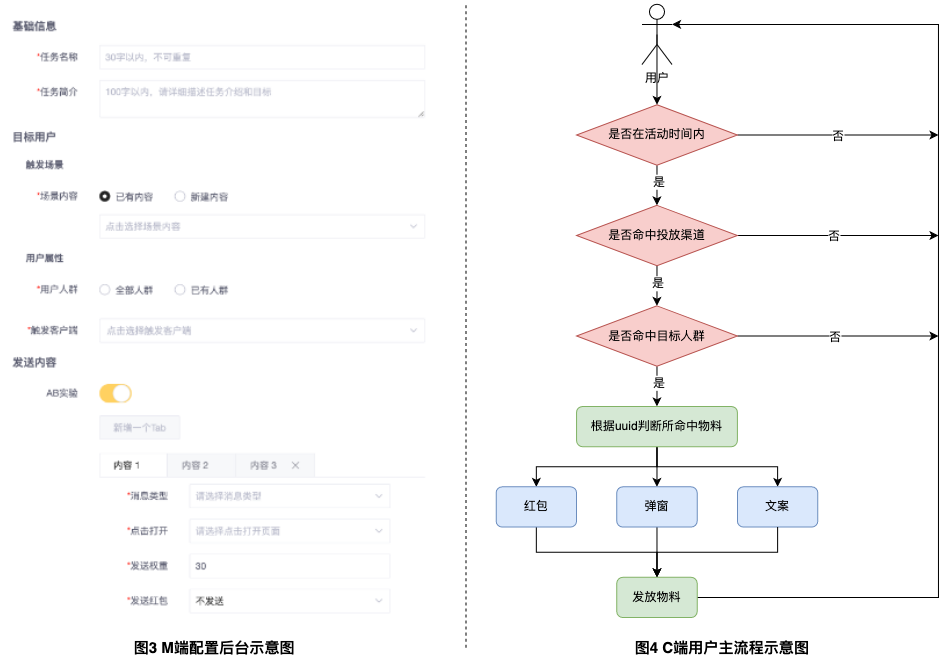 基础信息
*任务名称
30字以内，不可重复
*任务简介
100字以内，请详细描述任务介绍和目标
目标用户
触发场景
*场景内容
已有内容
新建内容
点击选择场景内容
用户属性
*用户人群
全部人群
已有人群
*触发客户端
点击选择触发客户端
发送内容
AB实验
新增一个Tab
内容 1
内容 2
内容 3
*消息类型
请选择消息类型
*点击打开
请选择点击打开页面
*发送权重
30
*发送红包
不发送
图3 M端配置后台示意图
用户
是否在活动时间内
否
是
是否命中投放渠道
否
是
是否命中目标人群
否
是
根据uuid判断所命中物料
红包
弹窗
文案
发放物料
图4 C端用户主流程示意图